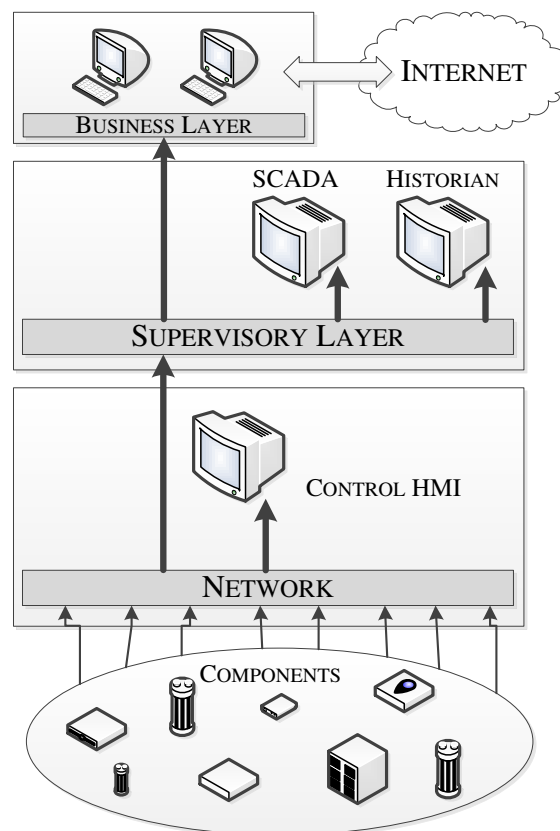 INTERNET
BUSINESS LAYER
SCADA
HISTORIAN
SUPERVISORY LAYER
CONTROL HMI
NETWORK
COMPONENTS